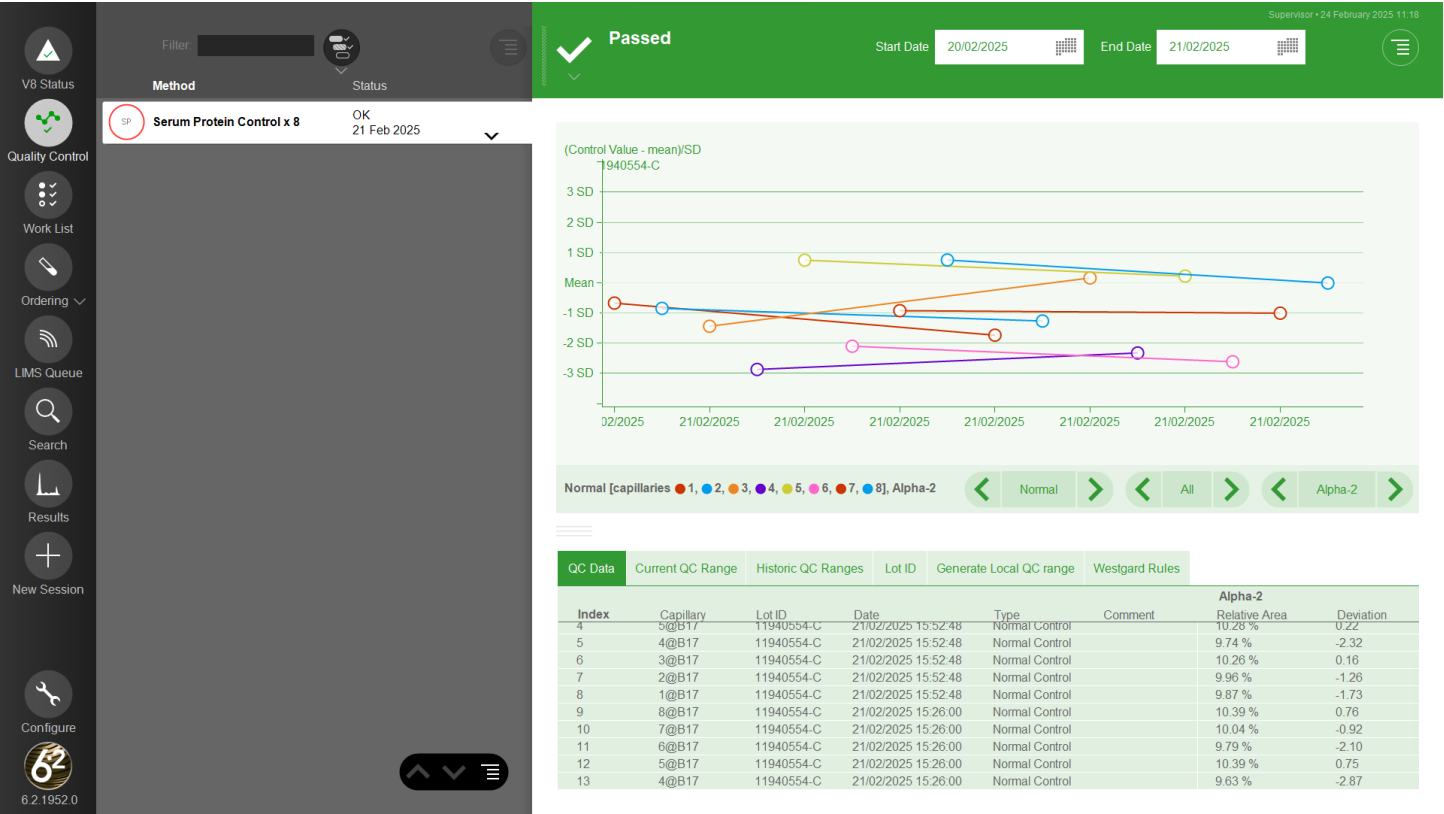 Supervisor • 24 February 2025 11:18
V8 Status
Quality Control
Work List
Ordering
LIMS Queue
Search
Results
New Session
Configure
6.2
6.2.1952.0
Filter:
Method Status
SP Serum Protein Control x 8 OK
21 Feb 2025
Passed
Start Date 20/02/2025 End Date 21/02/2025
(Control Value - mean)/SD
1940554-C
3 SD
2 SD
1 SD
Mean
-1 SD
-2 SD
-3 SD
02/2025 21/02/2025 21/02/2025 21/02/2025 21/02/2025 21/02/2025 21/02/2025 21/02/2025
Normal [capillaries 1, 2, 3, 4, 5, 6, 7, 8], Alpha-2
Normal All Alpha-2
QC Data Current QC Range Historic QC Ranges Lot ID Generate Local QC range Westgard Rules
Alpha-2
Index Capillary Lot ID Date Type Comment Relative Area Deviation
4 5@B17 11940554-C 21/02/2025 15:52:48 Normal Control 10.28 % 0.22
5 4@B17 11940554-C 21/02/2025 15:52:48 Normal Control 9.74 % -2.32
6 3@B17 11940554-C 21/02/2025 15:52:48 Normal Control 10.26 % 0.16
7 2@B17 11940554-C 21/02/2025 15:52:48 Normal Control 9.96 % -1.26
8 1@B17 11940554-C 21/02/2025 15:52:48 Normal Control 9.87 % -1.73
9 8@B17 11940554-C 21/02/2025 15:26:00 Normal Control 10.39 % 0.76
10 7@B17 11940554-C 21/02/2025 15:26:00 Normal Control 10.04 % -0.92
11 6@B17 11940554-C 21/02/2025 15:26:00 Normal Control 9.79 % -2.10
12 5@B17 11940554-C 21/02/2025 15:26:00 Normal Control 10.39 % 0.75
13 4@B17 11940554-C 21/02/2025 15:26:00 Normal Control 9.63 % -2.87